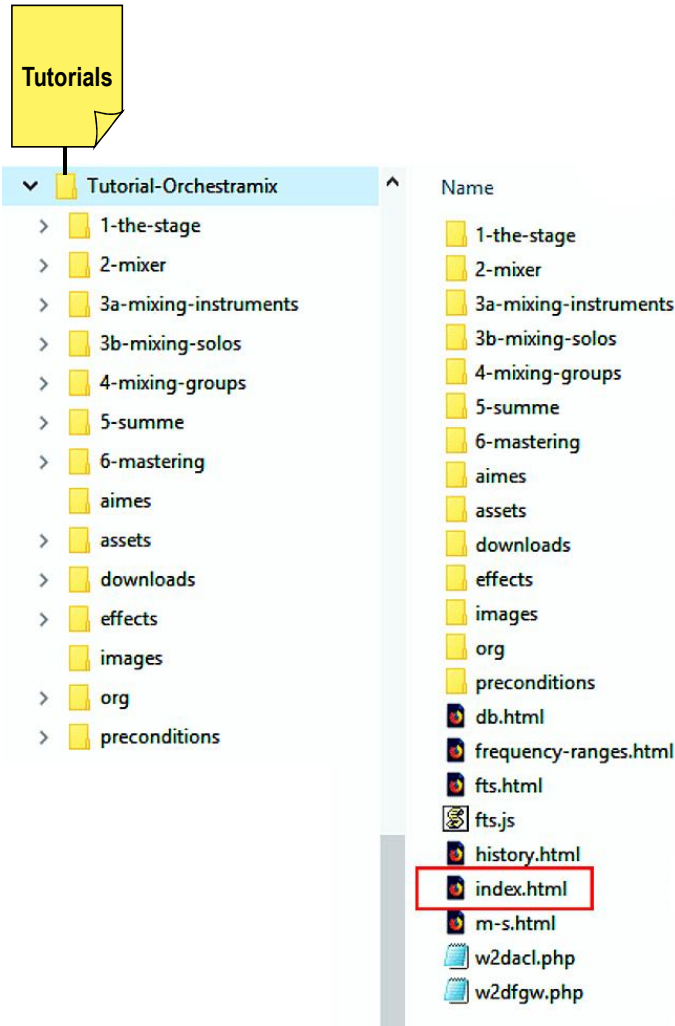 Tutorials
Tutorial-Orchestramix
1-the-stage
2-mixer
3a-mixing-instruments
3b-mixing-solos
4-mixing-groups
5-summe
6-mastering
aimes
assets
downloads
effects
images
org
preconditions
Name
1-the-stage
2-mixer
3a-mixing-instruments
3b-mixing-solos
4-mixing-groups
5-summe
6-mastering
aimes
assets
downloads
effects
images
org
preconditions
db.html
frequency-ranges.html
fts.html
fts.js
history.html
index.html
m-s.html
w2dacl.php
w2dfgw.php